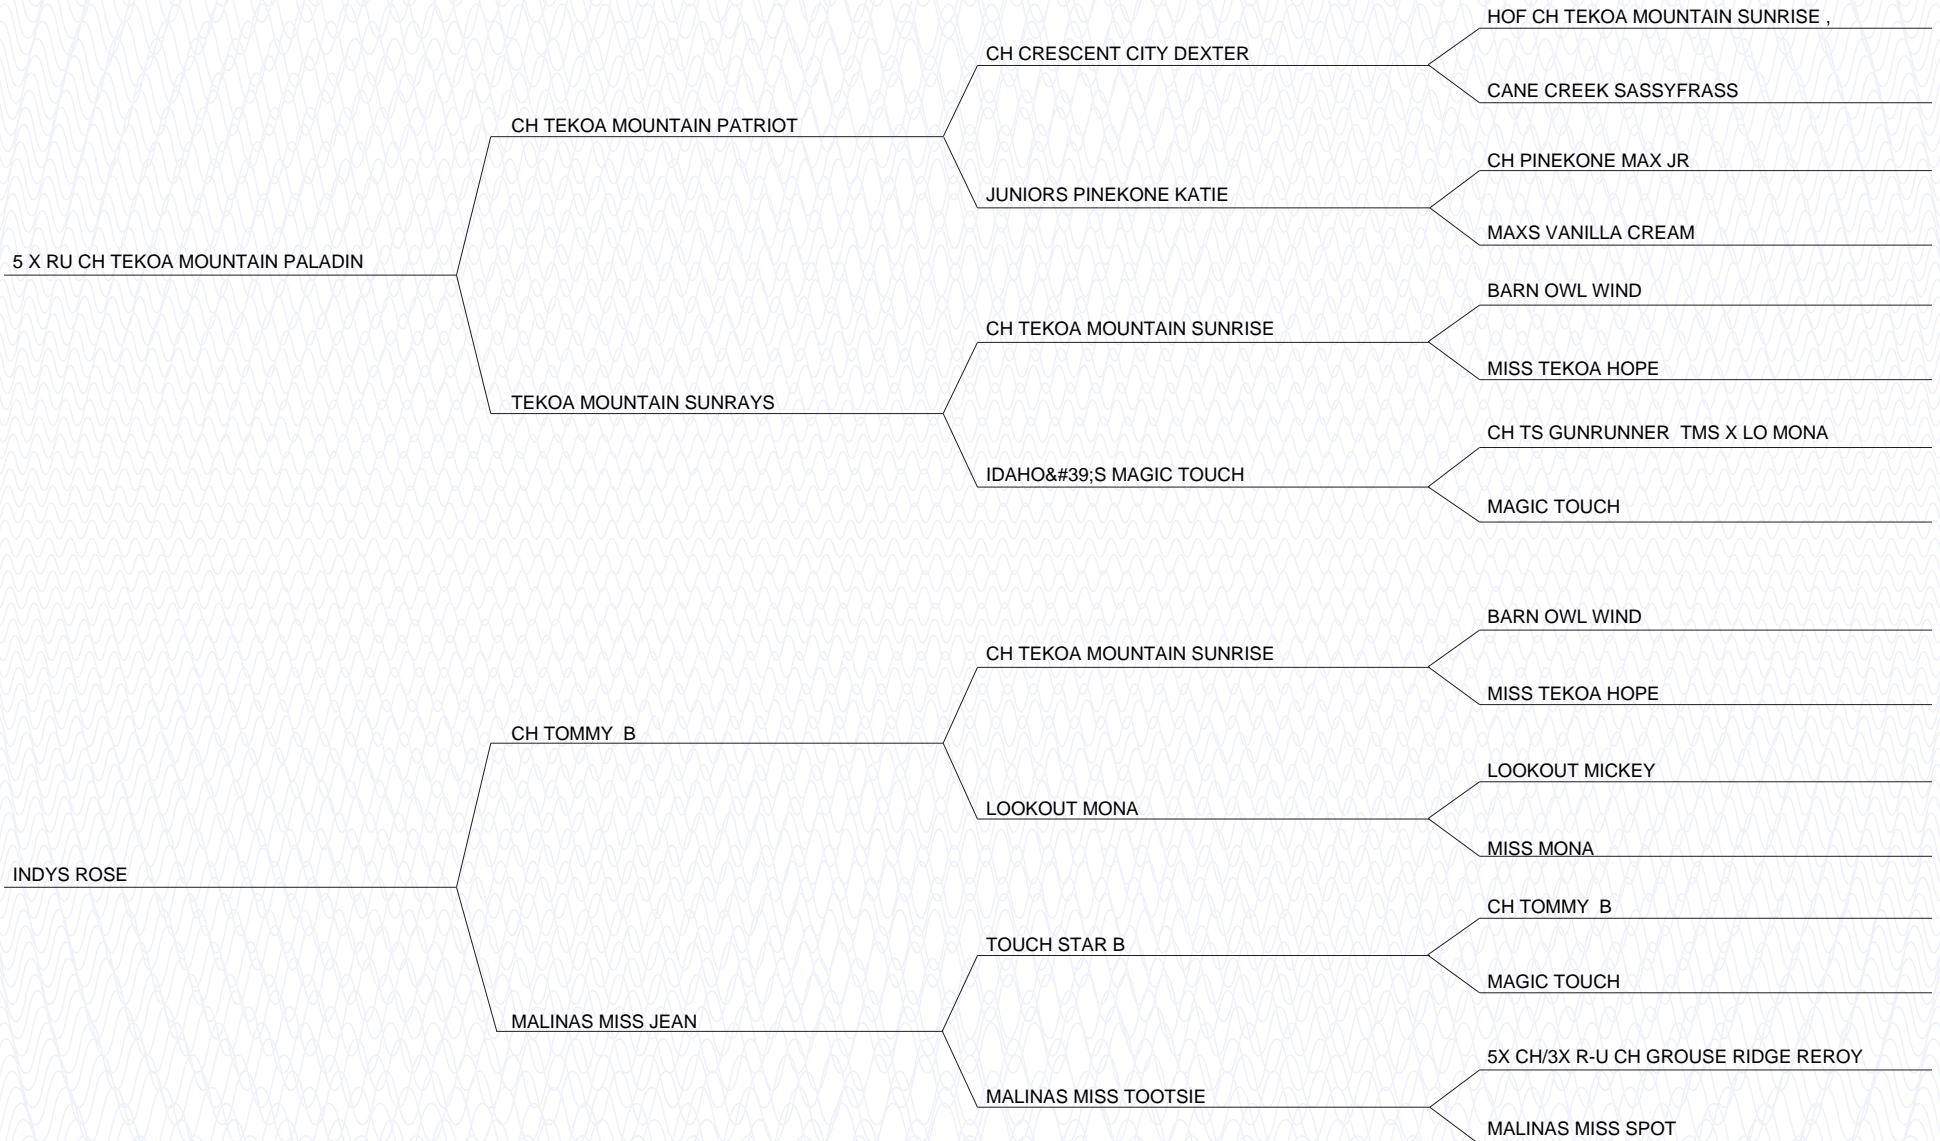 HOF CH TEKOA MOUNTAIN SUNRISE ,
CH CRESCENT CITY DEXTER
CANE CREEK SASSYFRASS
CH TEKOA MOUNTAIN PATRIOT
CH PINEKONE MAX JR
JUNIORS PINEKONE KATIE
MAXS VANILLA CREAM
5 X RU CH TEKOA MOUNTAIN PALADIN
BARN OWL WIND
CH TEKOA MOUNTAIN SUNRISE
MISS TEKOA HOPE
TEKOA MOUNTAIN SUNRAYS
CH TS GUNRUNNER  TMS X LO MONA
IDAHO&#39;S MAGIC TOUCH
MAGIC TOUCH
BARN OWL WIND
CH TEKOA MOUNTAIN SUNRISE
MISS TEKOA HOPE
CH TOMMY  B
LOOKOUT MICKEY
LOOKOUT MONA
MISS MONA
INDYS ROSE
CH TOMMY  B
TOUCH STAR B
MAGIC TOUCH
MALINAS MISS JEAN
5X CH/3X R-U CH GROUSE RIDGE REROY
MALINAS MISS TOOTSIE
MALINAS MISS SPOT